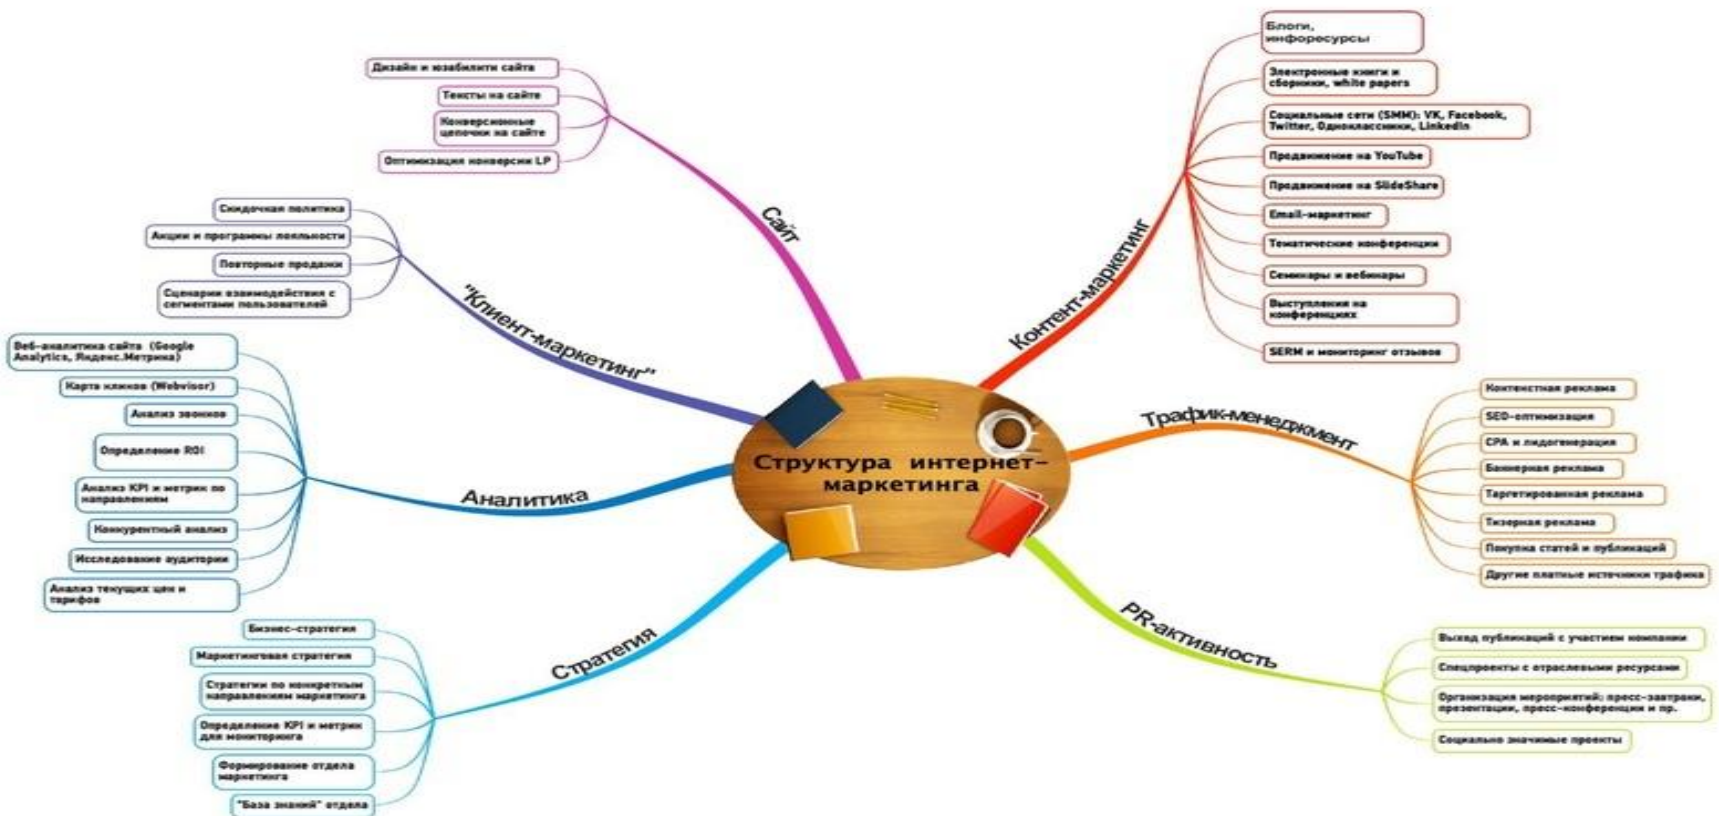 Структура интернет-
маркетинга
Контент-маркетинг
Блоги,
инфоресурсы
Электронные книги и
сборники, white papers
Социальные сети (SMM): VK, Facebook,
Twitter, Одноклассники, LinkedIn
Продвижение на YouTube
Продвижение на SlideShare
Email-маркетинг
Тематические конференции
Семинары и вебинары
Выступления на
конференциях
SERM и мониторинг отзывов
Трафик-менеджмент
Контекстная реклама
SEO-оптимизация
CPA и лидогенерация
Баннерная реклама
Таргетированная реклама
Тизерная реклама
Покупка статей и публикаций
Другие платные источники трафика
PR-активность
Выход публикаций с участием компании
Спецпроекты с отраслевыми ресурсами
Организация мероприятий: пресс-завтраки,
презентации, пресс-конференции и пр.
Социально значимые проекты
Сайт
Дизайн и юзабилити сайта
Тексты на сайте
Конверсионные
цепочки на сайте
Оптимизация конверсии LP
"Клиент-маркетинг"
Скидочная политика
Акции и программы лояльности
Повторные продажи
Сценарии взаимодействия с
сегментами пользователей
Аналитика
Веб-аналитика сайта (Google
Analytics, Яндекс.Метрика)
Карта кликов (Webvisor)
Анализ звонков
Определение ROI
Анализ KPI и метрик по
направлениям
Конкурентный анализ
Исследование аудитории
Анализ текущих цен и
тарифов
Стратегия
Бизнес-стратегия
Маркетинговая стратегия
Стратегии по конкретным
направлениям маркетинга
Определение KPI и метрик
для мониторинга
Формирование отдела
маркетинга
"База знаний" отдела